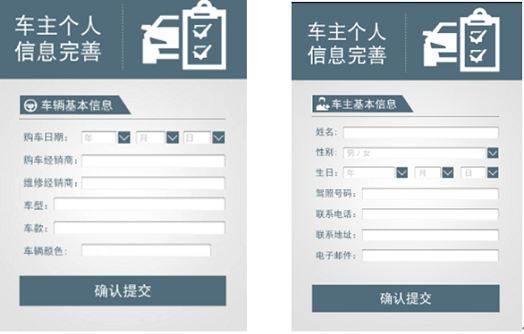 车主个人
信息完善
车辆基本信息
购车日期： 年 月 日
购车经销商：
维修经销商：
车型：
车款：
车辆颜色：
确认提交
车主个人
信息完善
车主基本信息
姓名：
性别： 男 / 女
生日： 年 月 日
驾照号码：
联系电话：
联系地址：
电子邮件：
确认提交